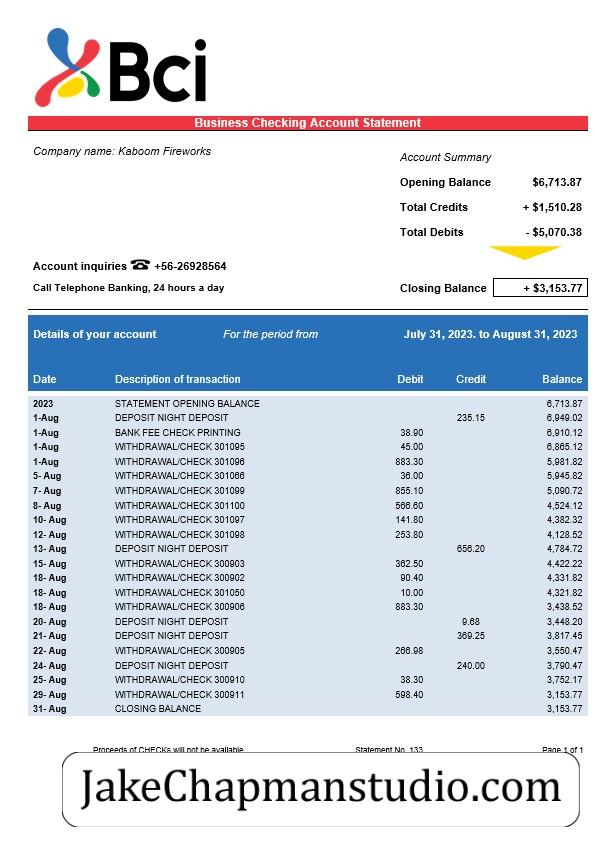 Bci
Business Checking Account Statement
Company name: Kaboom Fireworks
Account Summary
Opening Balance $6,713.87
Total Credits + $1,510.28
Total Debits - $5,070.38
Account inquiries ☎ +56-26928564
Call Telephone Banking, 24 hours a day
Closing Balance + $3,153.77
Details of your account For the period from July 31, 2023. to August 31, 2023
Date Description of transaction Debit Credit Balance
2023 STATEMENT OPENING BALANCE 6,713.87
1-Aug DEPOSIT NIGHT DEPOSIT 235.15 6,949.02
1-Aug BANK FEE CHECK PRINTING 38.90 6,910.12
1-Aug WITHDRAWAL/CHECK 301095 45.00 6,865.12
1-Aug WITHDRAWAL/CHECK 301096 883.30 5,981.82
5- Aug WITHDRAWAL/CHECK 301066 36.00 5,945.82
7- Aug WITHDRAWAL/CHECK 301099 855.10 5,090.72
8- Aug WITHDRAWAL/CHECK 301100 566.60 4,524.12
10- Aug WITHDRAWAL/CHECK 301097 141.80 4,382.32
12- Aug WITHDRAWAL/CHECK 301098 253.80 4,128.52
13- Aug DEPOSIT NIGHT DEPOSIT 656.20 4,784.72
15- Aug WITHDRAWAL/CHECK 300903 362.50 4,422.22
18- Aug WITHDRAWAL/CHECK 300902 90.40 4,331.82
18- Aug WITHDRAWAL/CHECK 301050 10.00 4,321.82
18- Aug WITHDRAWAL/CHECK 300906 883.30 3,438.52
20- Aug DEPOSIT NIGHT DEPOSIT 9.68 3,448.20
21- Aug DEPOSIT NIGHT DEPOSIT 369.25 3,817.45
22- Aug WITHDRAWAL/CHECK 300905 266.98 3,550.47
24- Aug DEPOSIT NIGHT DEPOSIT 240.00 3,790.47
25- Aug WITHDRAWAL/CHECK 300910 38.30 3,752.17
29- Aug WITHDRAWAL/CHECK 300911 598.40 3,153.77
31- Aug CLOSING BALANCE 3,153.77
Proceeds of CHECKs will not be available Statement No. 133 Page 1 of 1
JakeChapmanstudio.com